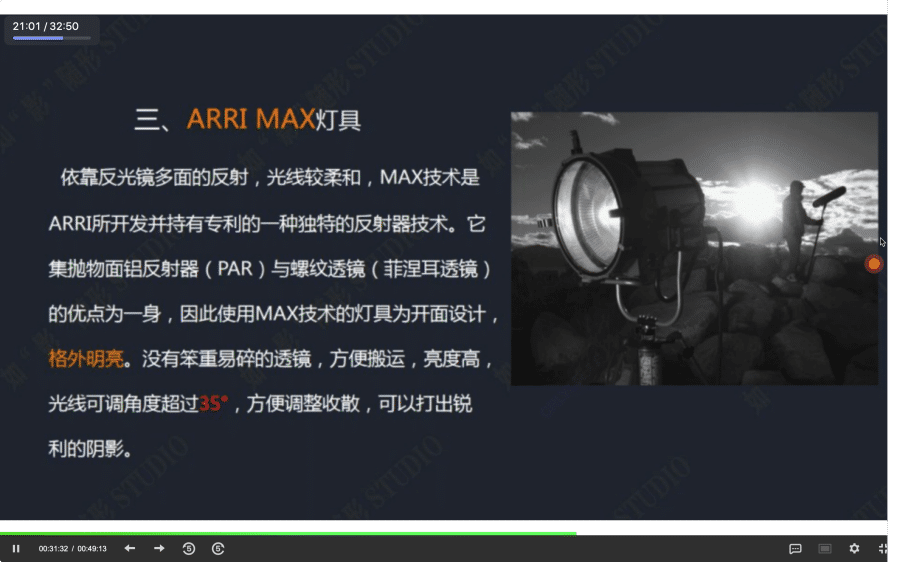 21:01 / 32:50
三、ARRI MAX灯具
依靠反光镜多面的反射，光线较柔和，MAX技术是
ARRI所开发并持有专利的一种独特的反射器技术。它
集抛物面铝反射器（PAR）与螺纹透镜（菲涅耳透镜）
的优点为一身，因此使用MAX技术的灯具为开面设计，
格外明亮。没有笨重易碎的透镜，方便搬运，亮度高，
光线可调角度超过35°，方便调整收散，可以打出锐
利的阴影。
00:31:32 / 00:49:13
5
5